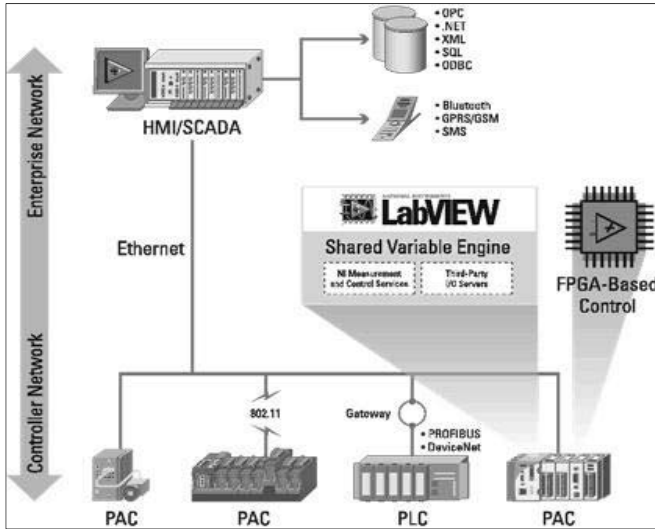 • OPC
• .NET
• XML
• SQL
• ODBC
HMI/SCADA
• Bluetooth
• GPRS/GSM
• SMS
Enterprise Network
Ethernet
NATIONAL INSTRUMENTS
LabVIEW
Shared Variable Engine
NI Measurement
and Control Services
Third-Party
I/O Servers
FPGA-Based
Control
Controller Network
802.11
Gateway
• PROFIBUS
• DeviceNet
PAC
PAC
PLC
PAC